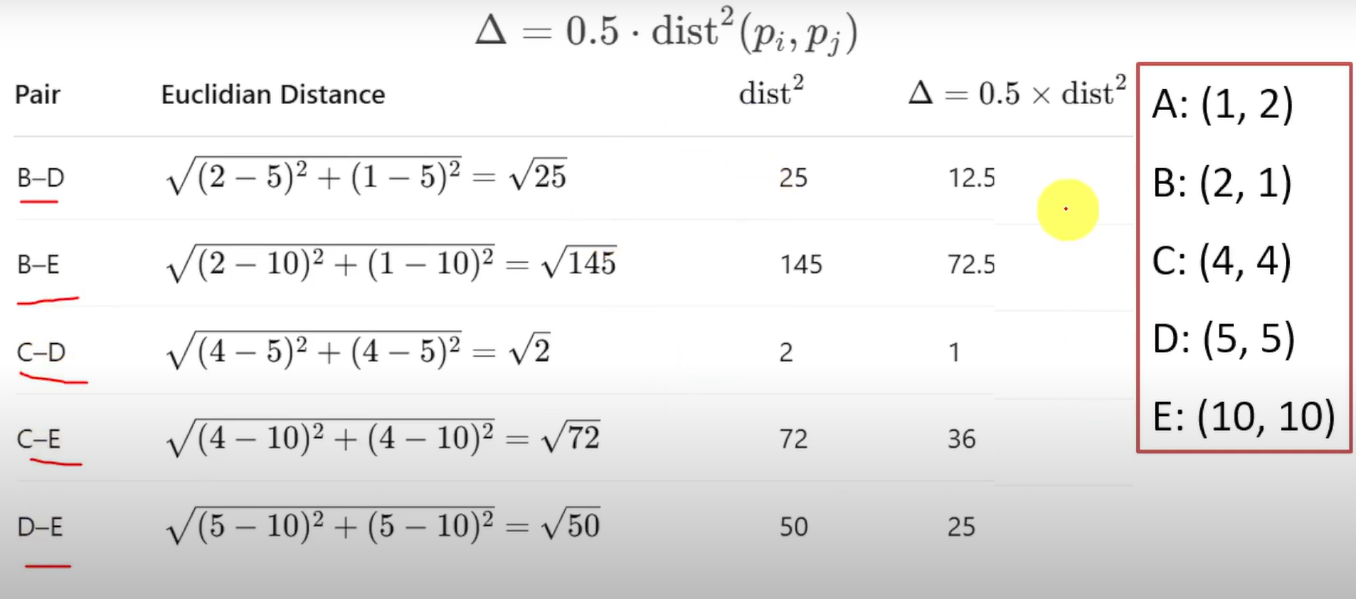 Δ = 0.5 · dist²(pᵢ, pⱼ)
Pair Euclidian Distance dist² Δ = 0.5 × dist²
B–D √(2 − 5)² + (1 − 5)² = √25 25 12.5
B–E √(2 − 10)² + (1 − 10)² = √145 145 72.5
C–D √(4 − 5)² + (4 − 5)² = √2 2 1
C–E √(4 − 10)² + (4 − 10)² = √72 72 36
D–E √(5 − 10)² + (5 − 10)² = √50 50 25
A: (1, 2)
B: (2, 1)
C: (4, 4)
D: (5, 5)
E: (10, 10)